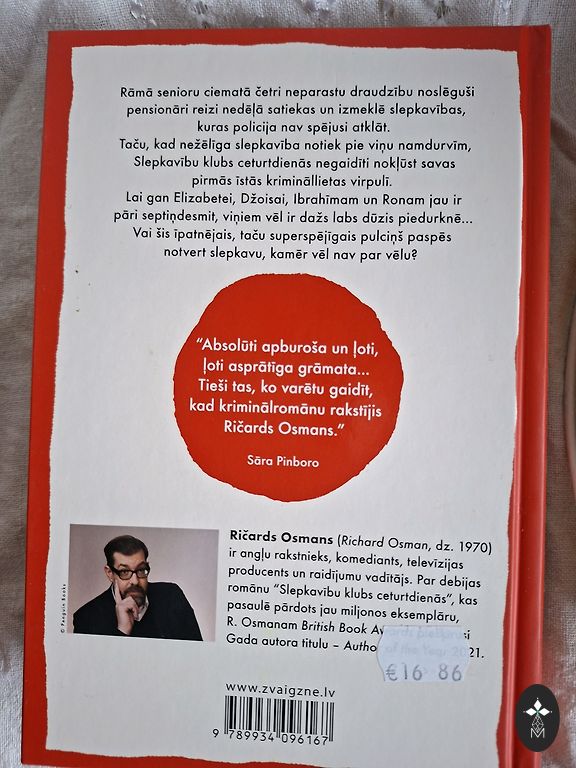 Rāmā senioru ciematā četri neparastu draudzību noslēguši
pensionāri reizi nedēļā satiekas un izmeklē slepkavības,
kuras policija nav spējusi atklāt.
Taču, kad nežēlīga slepkavība notiek pie viņu namdurvīm,
Slepkavību klubs ceturtdienās negaidīti nokļūst savas
pirmās īstās krimināllietas virpulī.
Lai gan Elizabetei, Džoisai, Ibrahīmam un Ronam jau ir
pāri septiņdesmit, viņiem vēl ir dažs labs dūzis piedurknē...
Vai šis īpatnējais, taču superspējīgais pulciņš paspēs
notvert slepkavu, kamēr vēl nav par vēlu?
“Absolūti apburoša un ļoti,
ļoti asprātīga grāmata...
Tieši tas, ko varētu gaidīt,
kad kriminālromānu rakstījis
Ričards Osmans.”
Sāra Pinboro
© Penguin Books
Ričards Osmans (Richard Osman, dz. 1970)
ir angļu rakstnieks, komediants, televīzijas
producents un raidījumu vadītājs. Par debijas
romānu “Slepkavību klubs ceturtdienās”, kas
pasaulē pārdots jau miljonos eksemplāru,
R. Osmanam British Book Awards piešķīrusi
Gada autora titulu – Author of the Year 2021.
€16 86
www.zvaigzne.lv
9 789934 096167
M